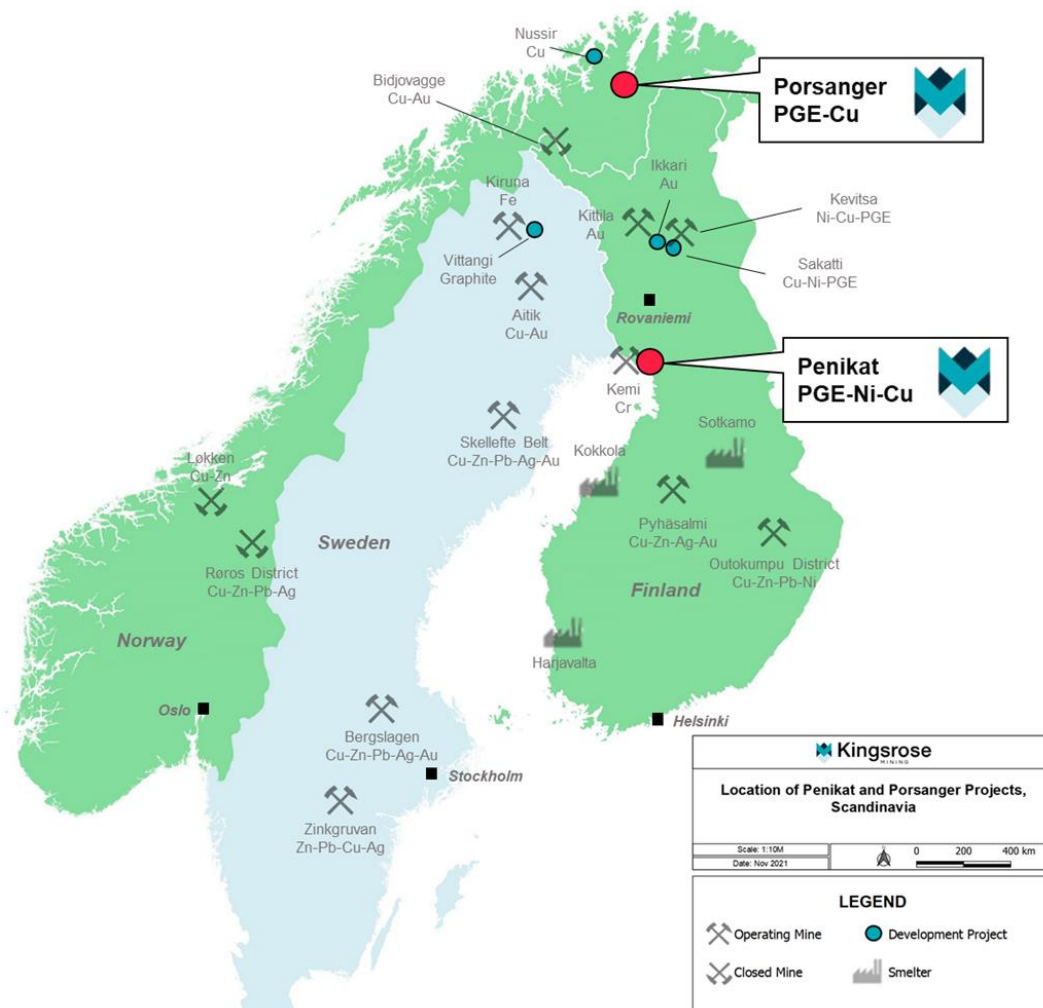 Nussir
Cu
Bidjovagge
Cu-Au
Porsanger
PGE-Cu
Ikkari
Au
Kiruna
Fe
Kittila
Au
Kevitsa
Ni-Cu-PGE
Vittangi
Graphite
Sakatti
Cu-Ni-PGE
Aitik
Cu-Au
Rovaniemi
Penikat
PGE-Ni-Cu
Kemi
Cr
Skellefte Belt
Cu-Zn-Pb-Ag-Au
Sotkamo
Kokkola
Løkken
Cu-Zn
Pyhäsalmi
Cu-Zn-Ag-Au
Sweden
Outokumpu District
Cu-Zn-Pb-Ni
Røros District
Cu-Zn-Pb-Ag
Finland
Norway
Harjavalta
Oslo
Helsinki
Bergslagen
Cu-Zn-Pb-Ag-Au
Stockholm
Zinkgruvan
Zn-Pb-Cu-Ag
Kingsrose
MINING
Location of Penikat and Porsanger Projects,
Scandinavia
Scale: 1:10M
Date: Nov 2021
0 200 400 km
LEGEND
Operating Mine
Development Project
Closed Mine
Smelter